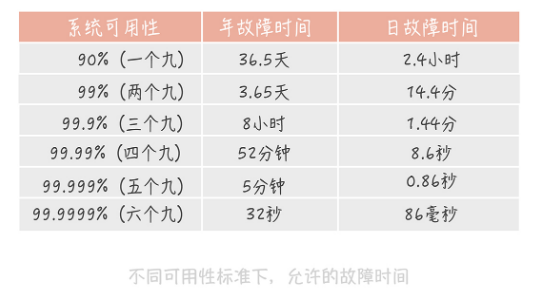 系统可用性 年故障时间 日故障时间
90%（一个九） 36.5天 2.4小时
99%（两个九） 3.65天 14.4分
99.9%（三个九） 8小时 1.44分
99.99%（四个九） 52分钟 8.6秒
99.999%（五个九） 5分钟 0.86秒
99.9999%（六个九） 32秒 86毫秒
不同可用性标准下，允许的故障时间